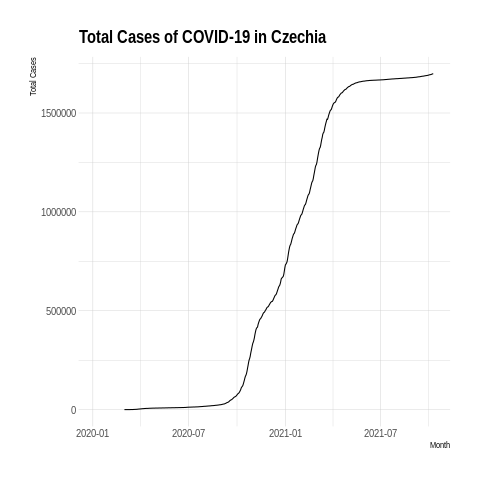 Total Cases of COVID-19 in Czechia
Total Cases
1500000
1000000
500000
0
2020-01 2020-07 2021-01 2021-07
Month